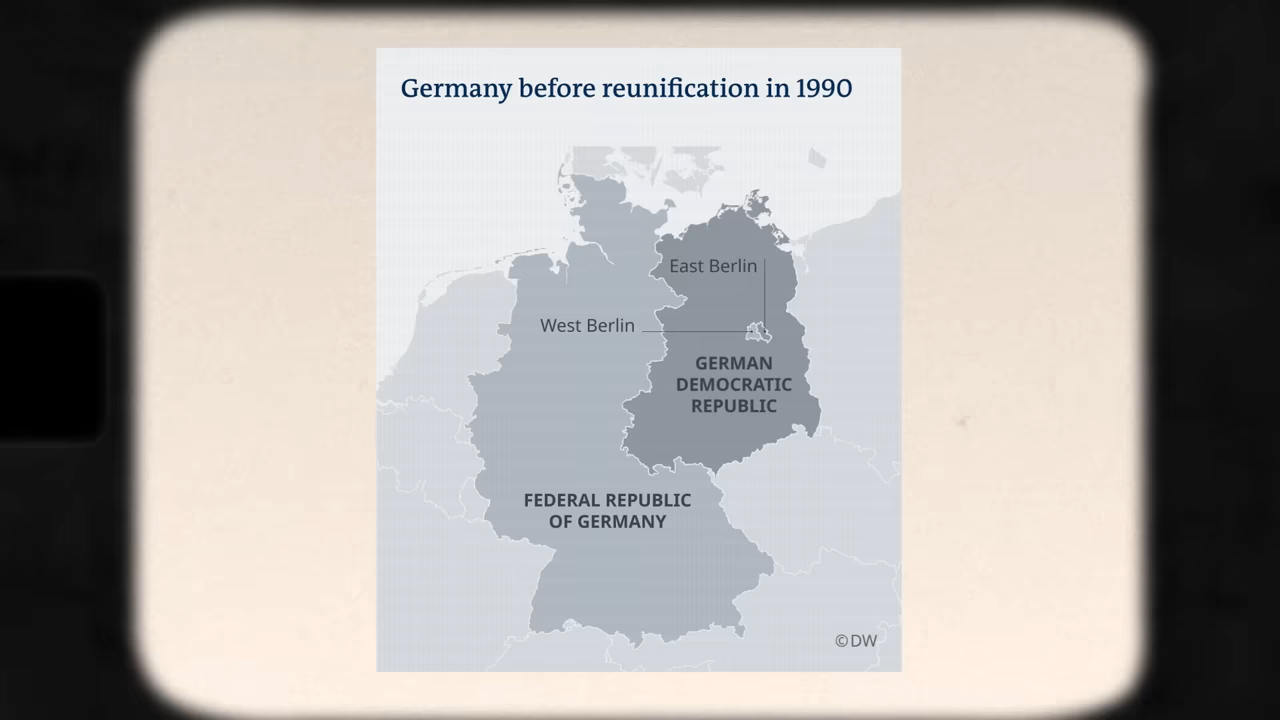 Germany before reunification in 1990
East Berlin
West Berlin
GERMAN
DEMOCRATIC
REPUBLIC
FEDERAL REPUBLIC
OF GERMANY
©DW